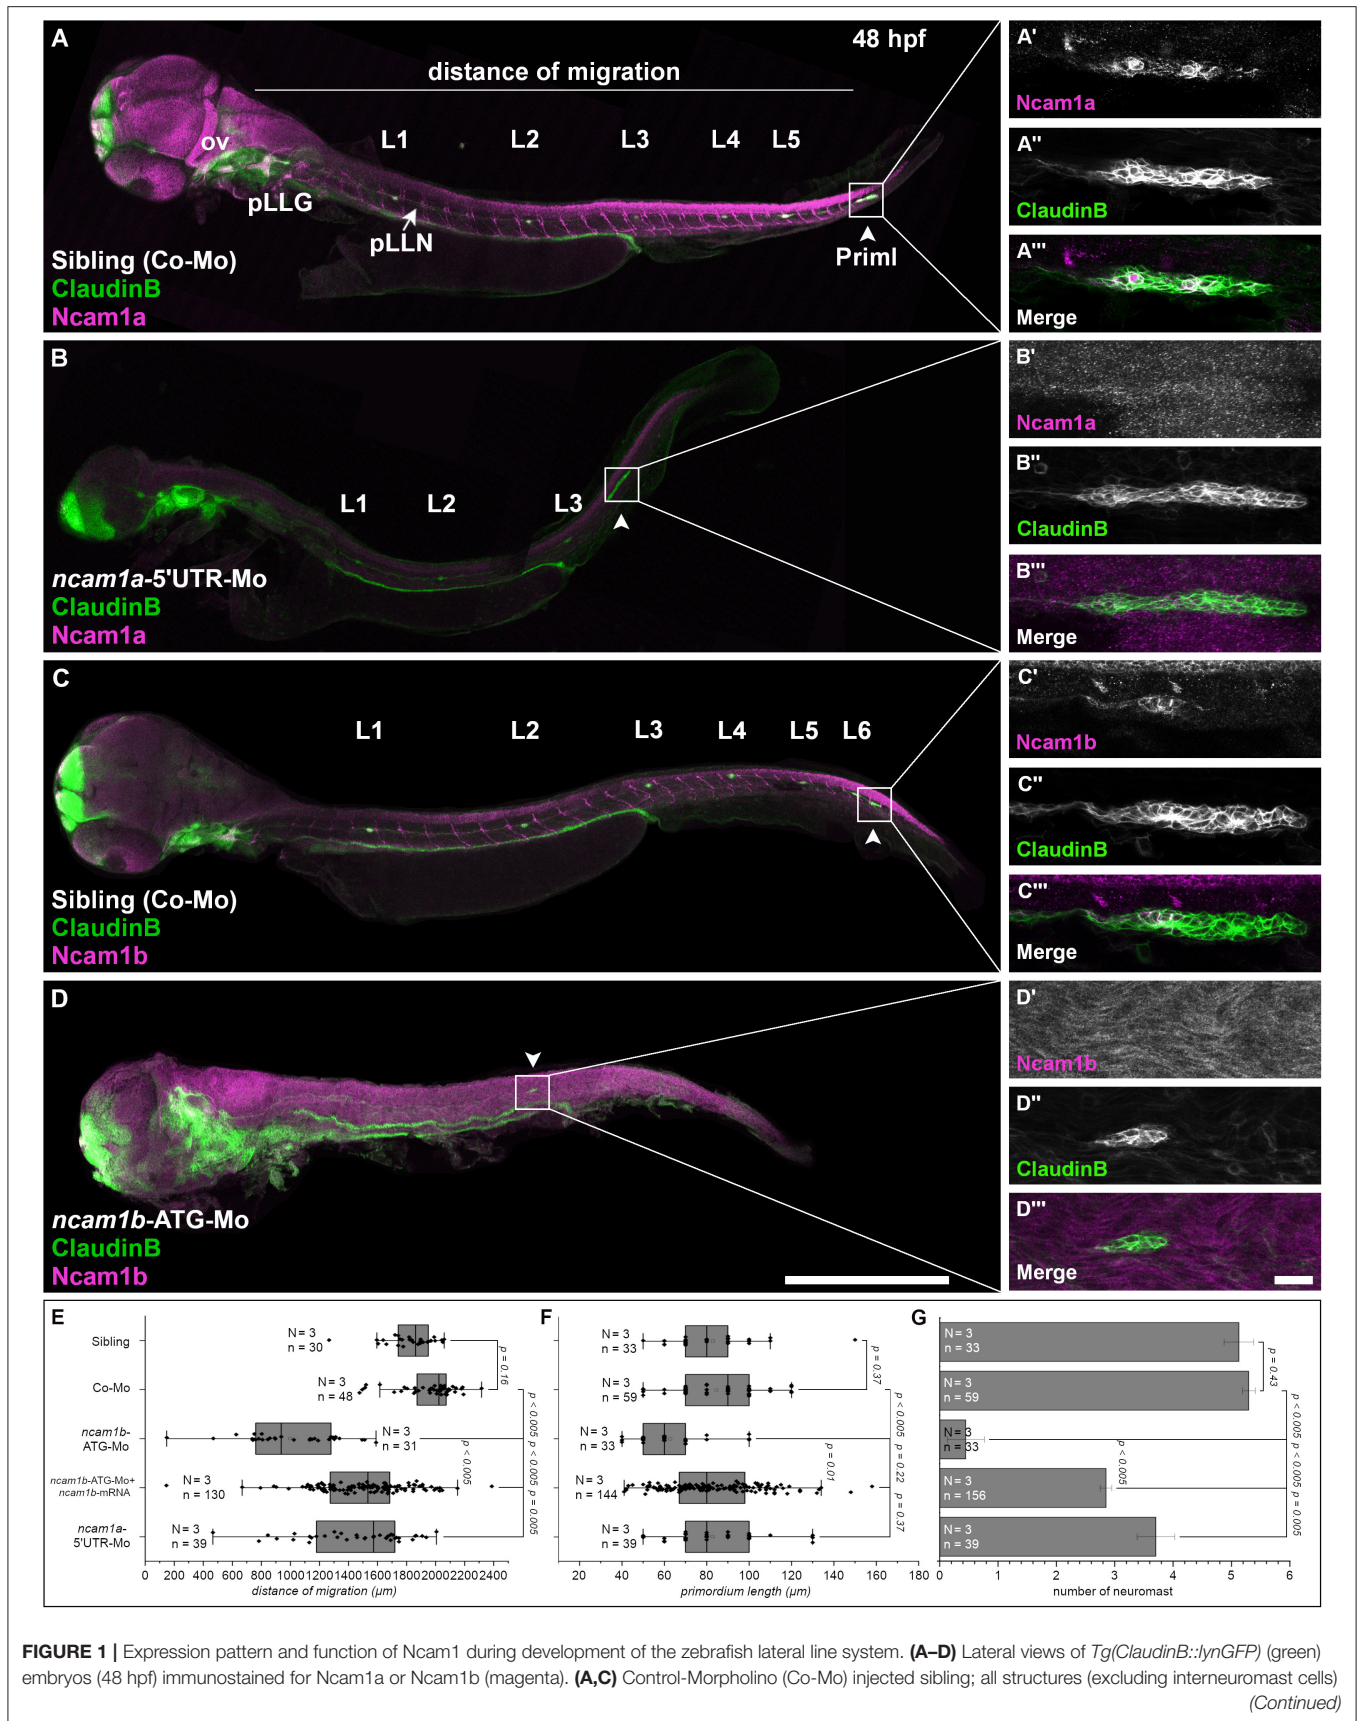 A
48 hpf
distance of migration
ov
L1
L2
L3
L4
L5
pLLG
pLLN
Priml
Sibling (Co-Mo)
ClaudinB
Ncam1a
A'
Ncam1a
A''
ClaudinB
A'''
Merge
B
L1
L2
L3
ncam1a-5'UTR-Mo
ClaudinB
Ncam1a
B'
Ncam1a
B''
ClaudinB
B'''
Merge
C
L1
L2
L3
L4
L5
L6
Sibling (Co-Mo)
ClaudinB
Ncam1b
C'
Ncam1b
C''
ClaudinB
C'''
Merge
D
ncam1b-ATG-Mo
ClaudinB
Ncam1b
D'
Ncam1b
D''
ClaudinB
D'''
Merge
E
Sibling
Co-Mo
ncam1b-
ATG-Mo
ncam1b-ATG-Mo+
ncam1b-mRNA
ncam1a-
5'UTR-Mo
N = 3
n = 30
N = 3
n = 48
N = 3
n = 31
N = 3
n = 130
N = 3
n = 39
p = 0.16
p < 0.005
p < 0.005
p < 0.005
p = 0.005
0 200 400 600 800 1000 1200 1400 1600 1800 2000 2200 2400
distance of migration (µm)
F
N = 3
n = 33
N = 3
n = 59
N = 3
n = 33
N = 3
n = 144
N = 3
n = 39
p = 0.37
p = 0.01
p < 0.005
p = 0.22
p = 0.37
20 40 60 80 100 120 140 160 180
primordium length (µm)
G
N = 3
n = 33
N = 3
n = 59
N = 3
n = 33
N = 3
n = 156
N = 3
n = 39
p = 0.43
p < 0.005
p < 0.005
p < 0.005
p = 0.005
0 1 2 3 4 5 6
number of neuromast
FIGURE 1 | Expression pattern and function of Ncam1 during development of the zebrafish lateral line system. (A–D) Lateral views of Tg(ClaudinB::lynGFP) (green)
embryos (48 hpf) immunostained for Ncam1a or Ncam1b (magenta). (A,C) Control-Morpholino (Co-Mo) injected sibling; all structures (excluding interneuromast cells)
(Continued)